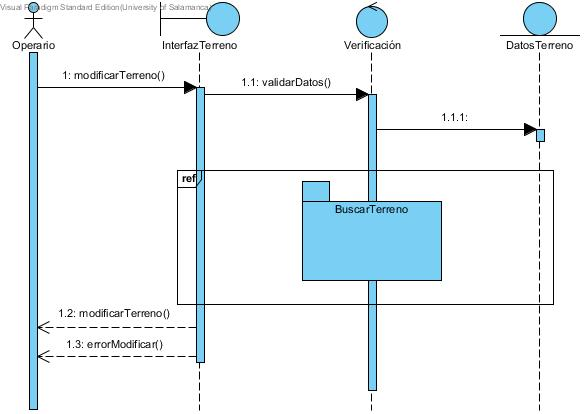 Visual Paradigm Standard Edition(University of Salamanca)
Operario
InterfazTerreno
Verificación
DatosTerreno
1: modificarTerreno()
1.1: validarDatos()
1.1.1:
ref
BuscarTerreno
1.2: modificarTerreno()
1.3: errorModificar()